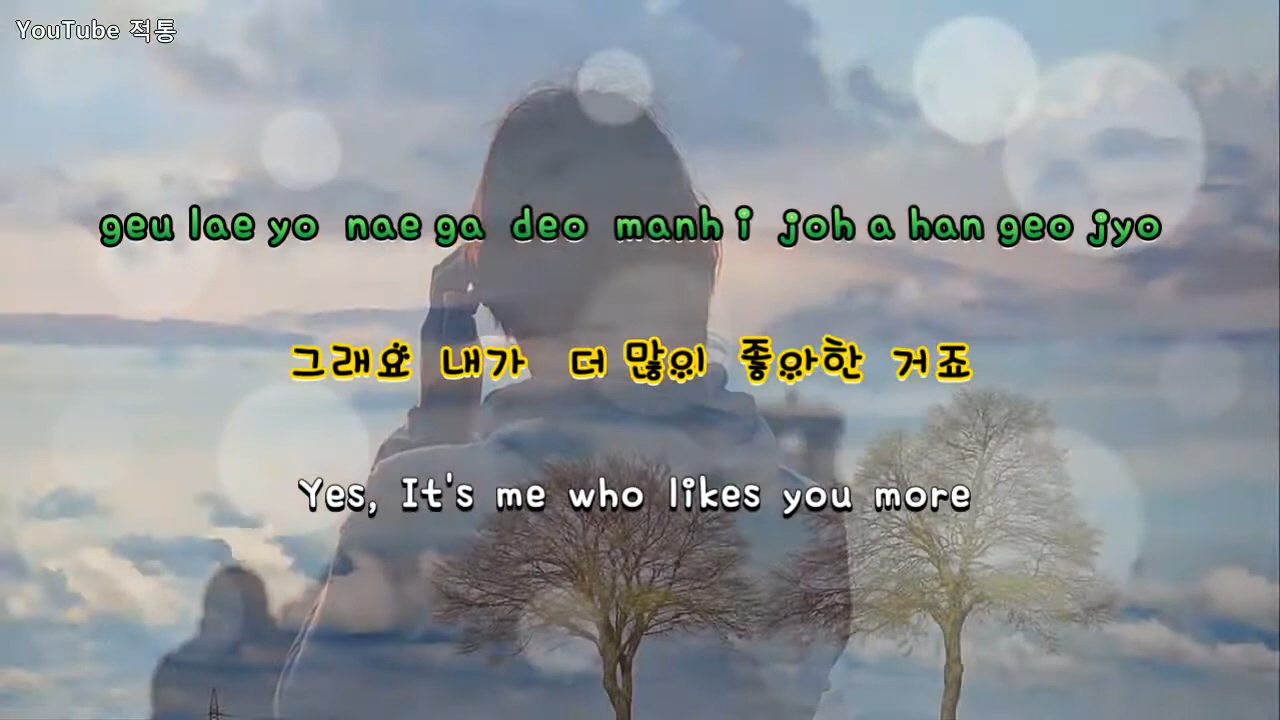 YouTube 적통
geu lae yo nae ga deo manh i joh a han geo jyo
그래요 내가 더 많이 좋아한 거죠
Yes, It's me who likes you more